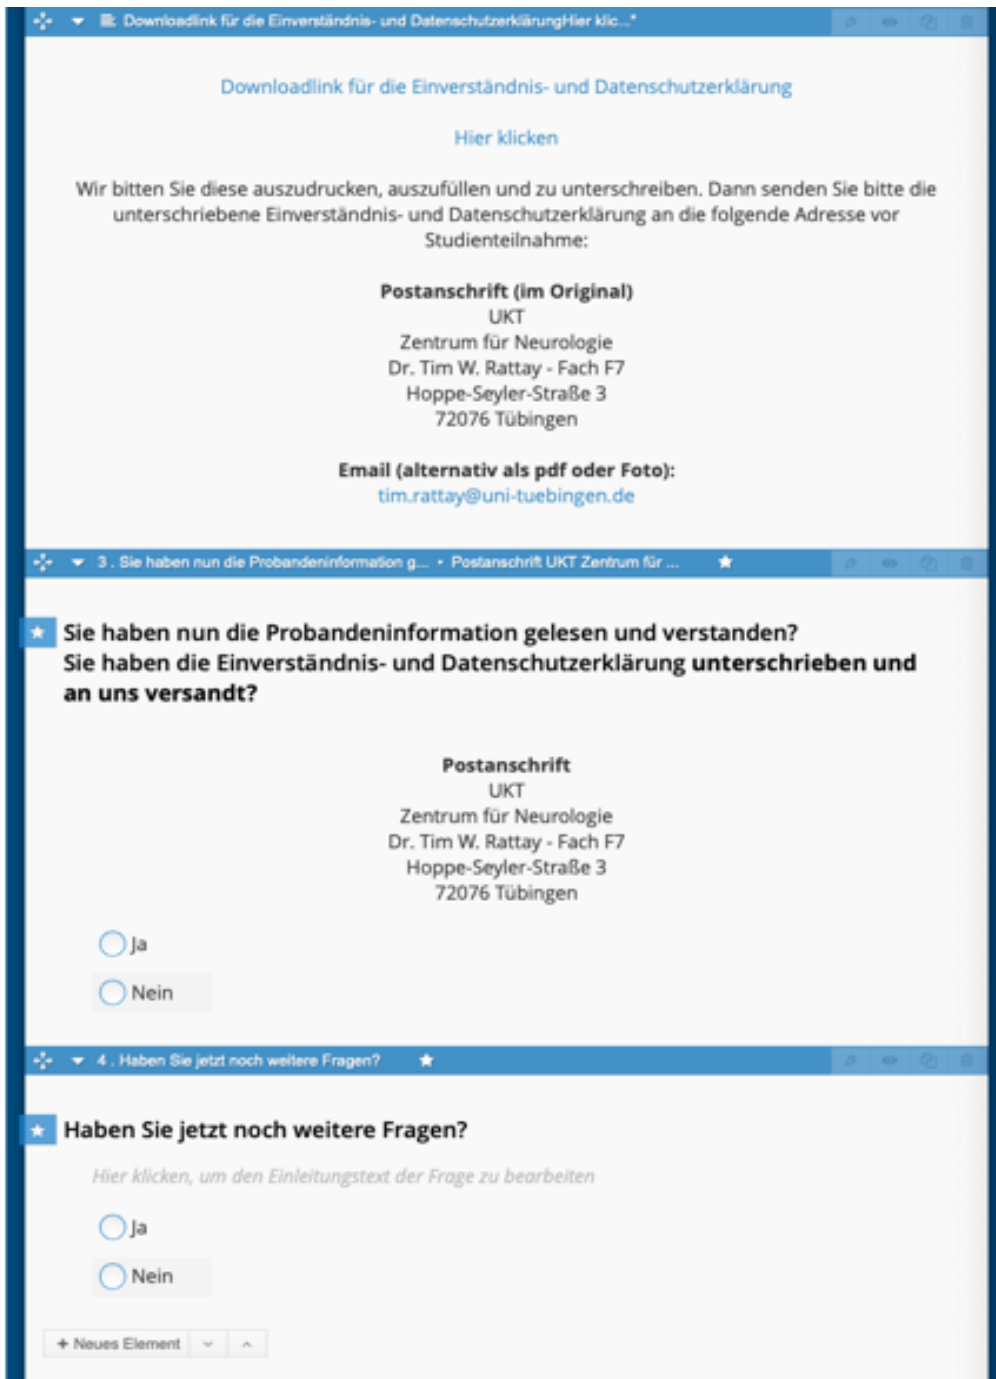 Downloadlink für die Einverständnis- und DatenschutzerklärungHier klic...*
Downloadlink für die Einverständnis- und Datenschutzerklärung
Hier klicken
Wir bitten Sie diese auszudrucken, auszufüllen und zu unterschreiben. Dann senden Sie bitte die
unterschriebene Einverständnis- und Datenschutzerklärung an die folgende Adresse vor
Studienteilnahme:
Postanschrift (im Original)
UKT
Zentrum für Neurologie
Dr. Tim W. Rattay - Fach F7
Hoppe-Seyler-Straße 3
72076 Tübingen
Email (alternativ als pdf oder Foto):
tim.rattay@uni-tuebingen.de
3 . Sie haben nun die Probandeninformation g... • Postanschrift UKT Zentrum für ...
Sie haben nun die Probandeninformation gelesen und verstanden?
Sie haben die Einverständnis- und Datenschutzerklärung unterschrieben und
an uns versandt?
Postanschrift
UKT
Zentrum für Neurologie
Dr. Tim W. Rattay - Fach F7
Hoppe-Seyler-Straße 3
72076 Tübingen
Ja
Nein
4 . Haben Sie jetzt noch weitere Fragen?
Haben Sie jetzt noch weitere Fragen?
Hier klicken, um den Einleitungstext der Frage zu bearbeiten
Ja
Nein
+ Neues Element